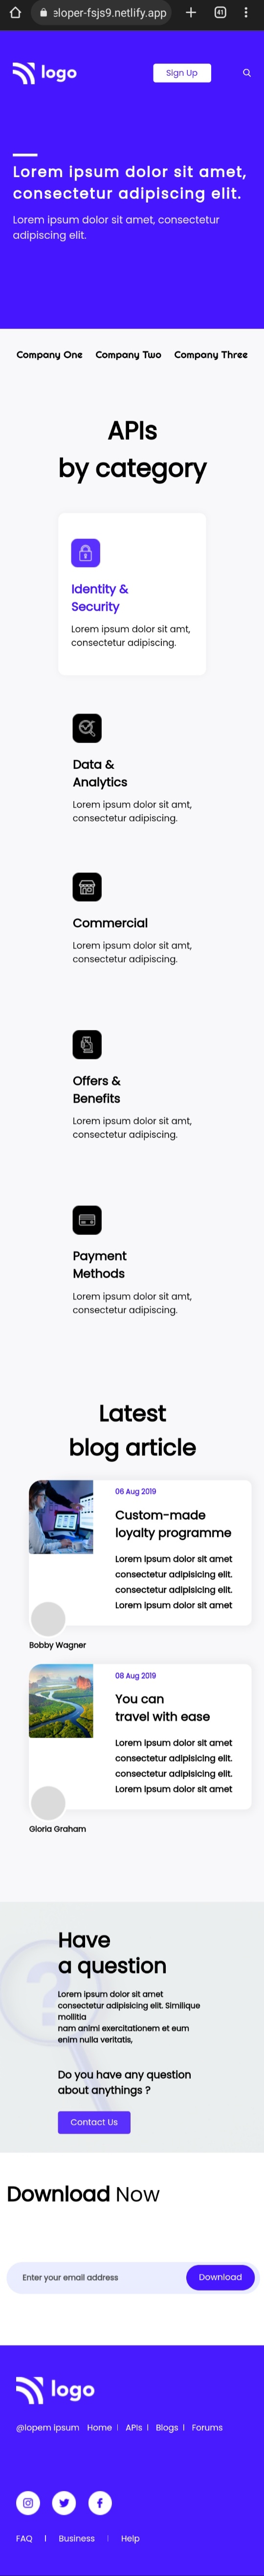 eloper-fsjs9.netlify.app
41
logo
Sign Up
Lorem ipsum dolor sit amet,
consectetur adipiscing elit.
Lorem ipsum dolor sit amet, consectetur
adipiscing elit.
Company One Company Two Company Three
APIs
by category
Identity &
Security
Lorem ipsum dolor sit amt,
consectetur adipiscing.
Data &
Analytics
Lorem ipsum dolor sit amt,
consectetur adipiscing.
Commercial
Lorem ipsum dolor sit amt,
consectetur adipiscing.
Offers &
Benefits
Lorem ipsum dolor sit amt,
consectetur adipiscing.
Payment
Methods
Lorem ipsum dolor sit amt,
consectetur adipiscing.
Latest
blog article
06 Aug 2019
Custom-made
loyalty programme
Lorem ipsum dolor sit amet
consectetur adipisicing elit.
consectetur adipisicing elit.
Lorem ipsum dolor sit amet
Bobby Wagner
08 Aug 2019
You can
travel with ease
Lorem ipsum dolor sit amet
consectetur adipisicing elit.
consectetur adipisicing elit.
Lorem ipsum dolor sit amet
Gloria Graham
Have
a question
Lorem ipsum dolor sit amet
consectetur adipisicing elit. Similique
mollitia
nam animi exercitationem et eum
enim nulla veritatis,
Do you have any question
about anythings ?
Contact Us
Download Now
Enter your email address
Download
logo
@lopem ipsum Home | APIs | Blogs | Forums
FAQ | Business | Help